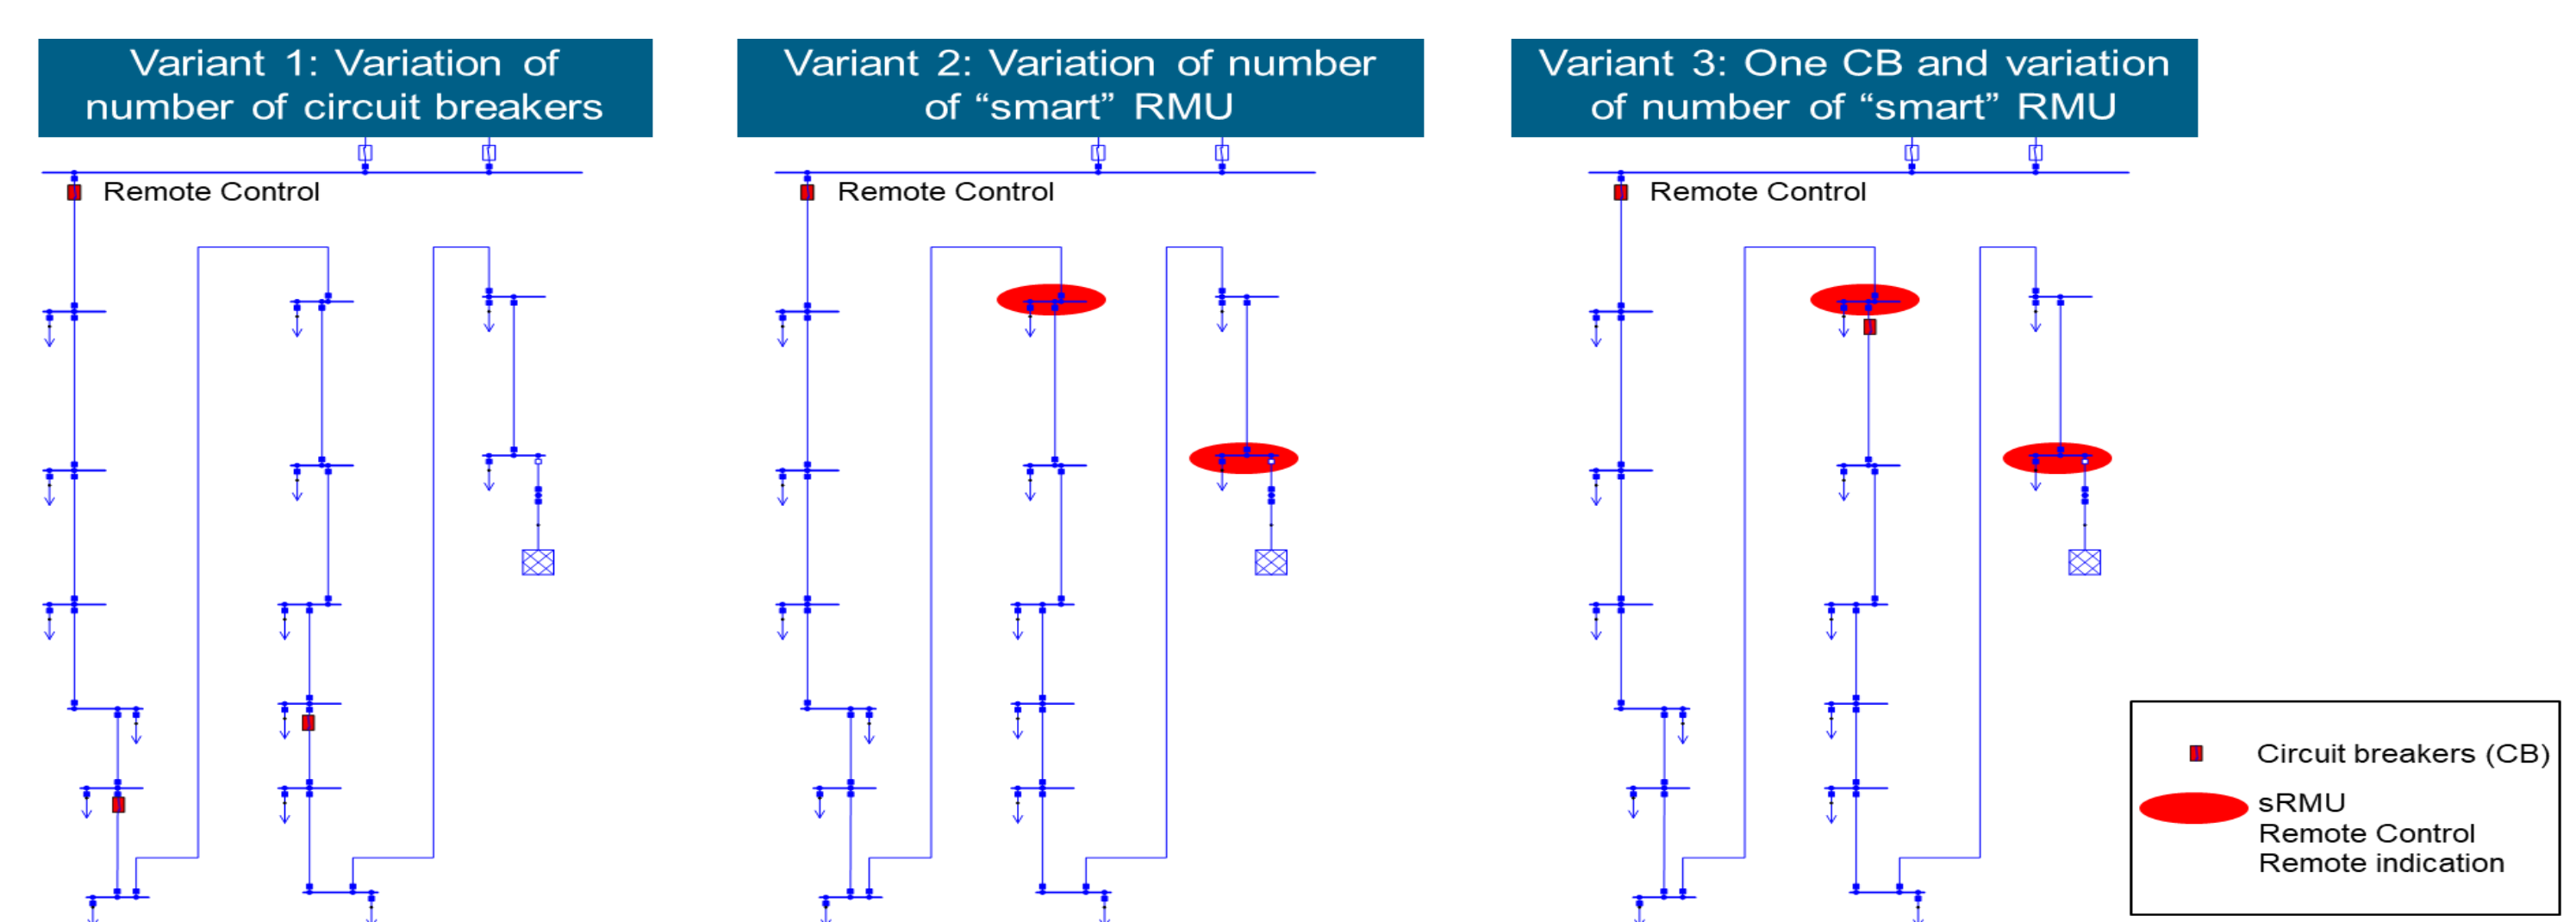 Variant 1: Variation of
number of circuit breakers
Variant 2: Variation of number
of “smart” RMU
Variant 3: One CB and variation
of number of “smart” RMU
Remote Control
Remote Control
Remote Control
Circuit breakers (CB)
sRMU
Remote Control
Remote indication